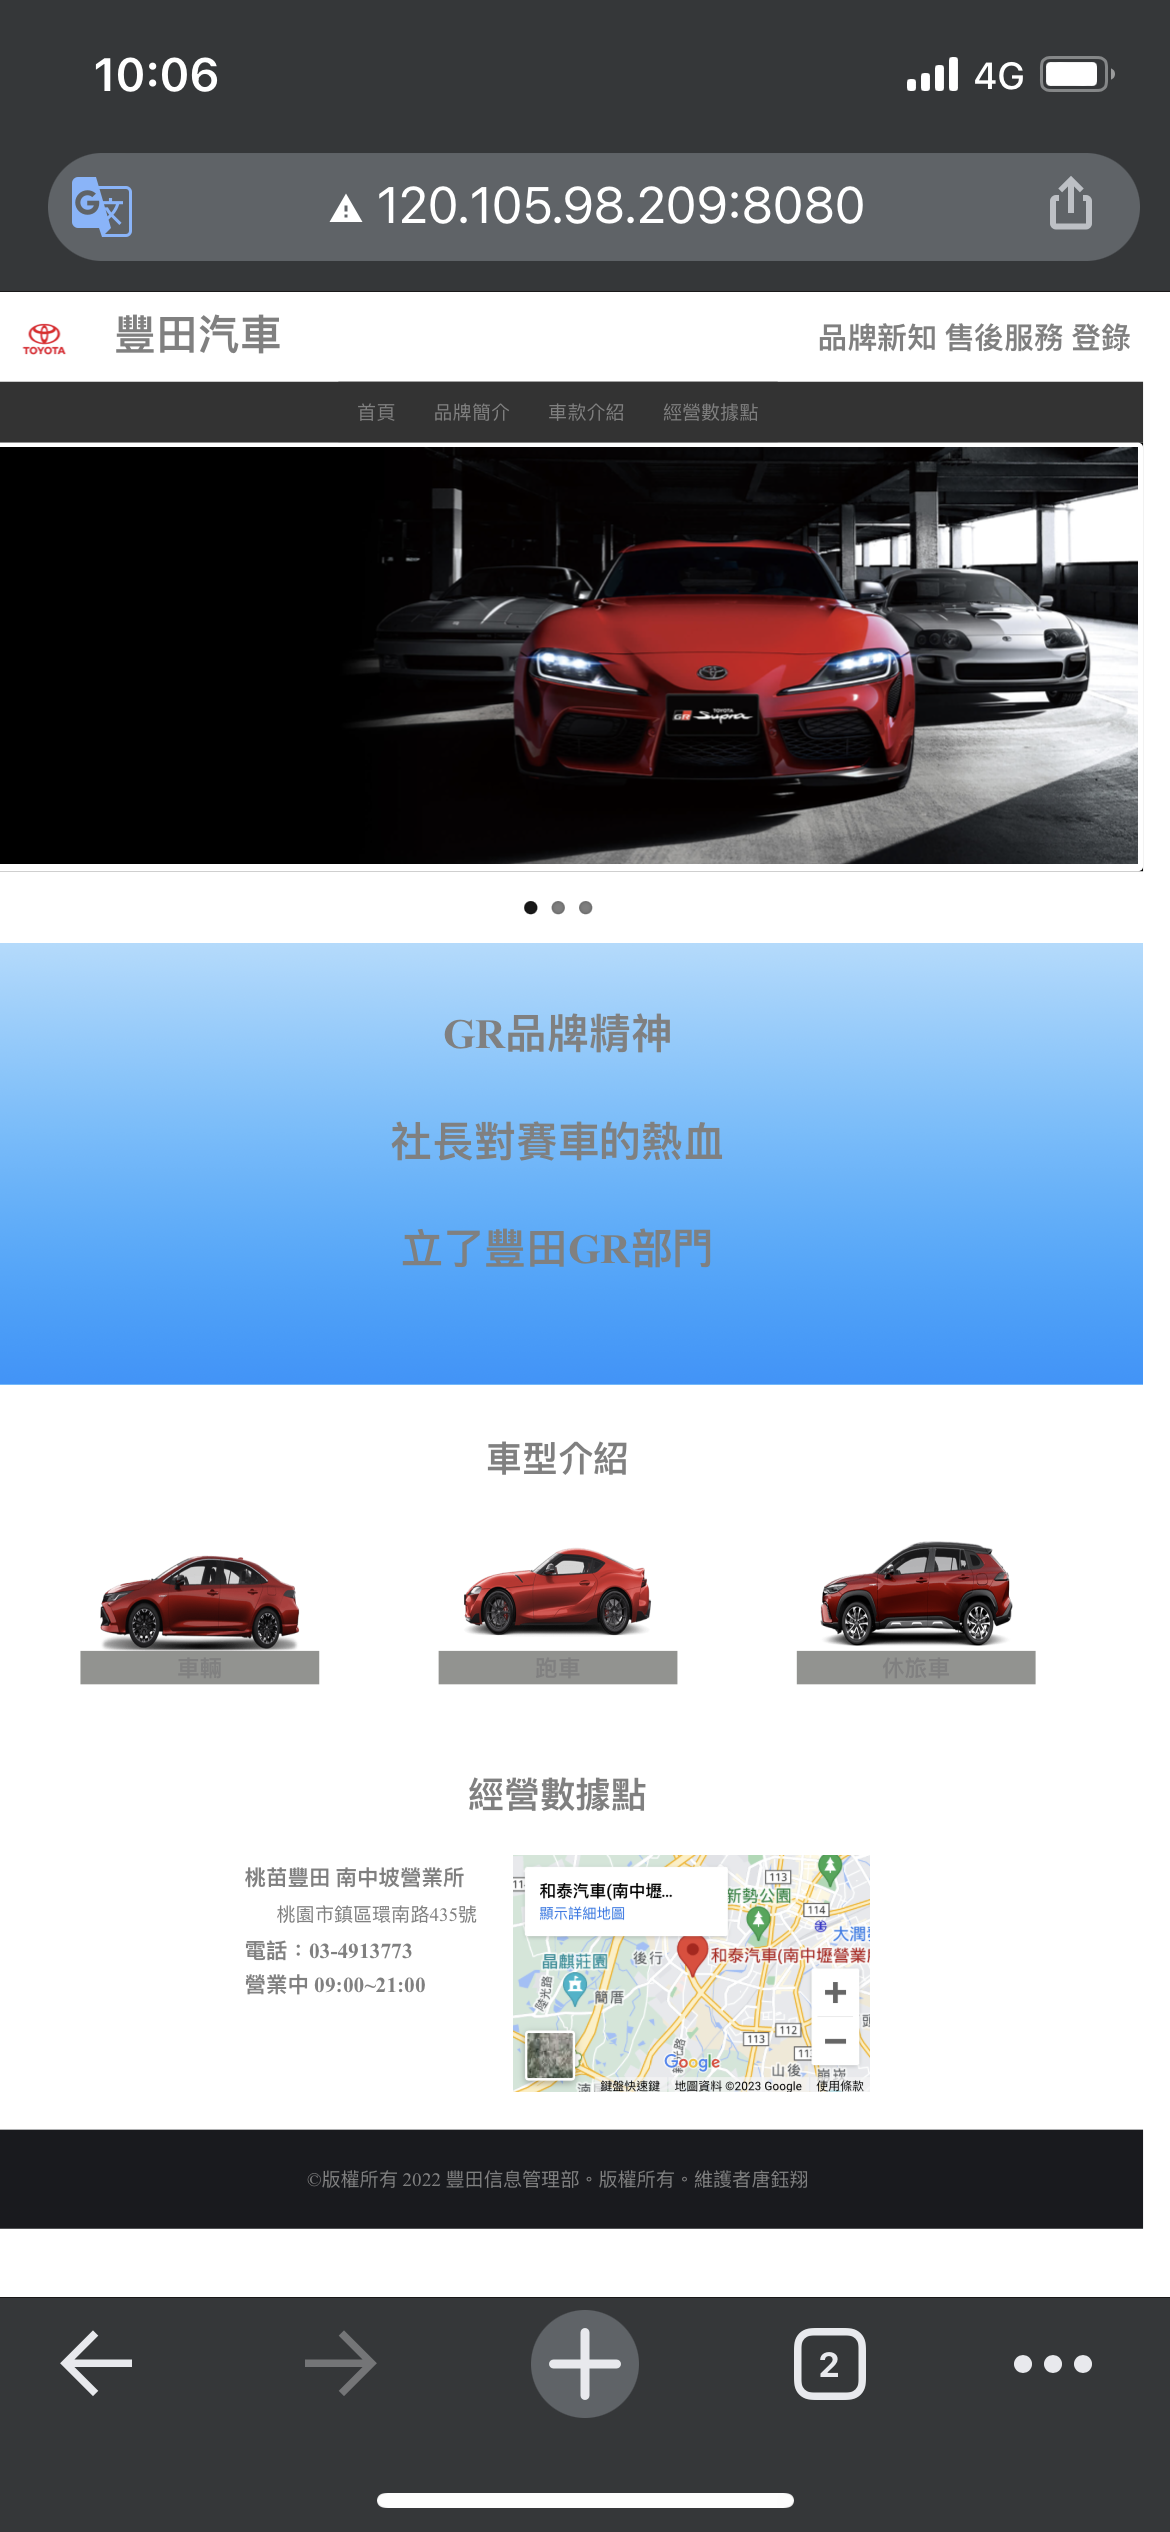 10:06
4G
120.105.98.209:8080
TOYOTA
豐田汽車
品牌新知 售後服務 登錄
首頁 品牌簡介 車款介紹 經營數據點
TOYOTA
GR Supra
GR品牌精神
社長對賽車的熱血
立了豐田GR部門
車型介紹
車輛 跑車 休旅車
經營數據點
桃苗豐田 南中坡營業所
桃園市鎮區環南路435號
電話：03-4913773
營業中 09:00~21:00
和泰汽車(南中壢...
顯示詳細地圖
113
新勢公園
114
大潤發
後行
和泰汽車(南中壢營業所
晶麒莊園
簡厝
112
113
山後
Google
鍵盤快速鍵 地圖資料 ©2023 Google 使用條款
©版權所有 2022 豐田信息管理部。版權所有。維護者唐鈺翔
2